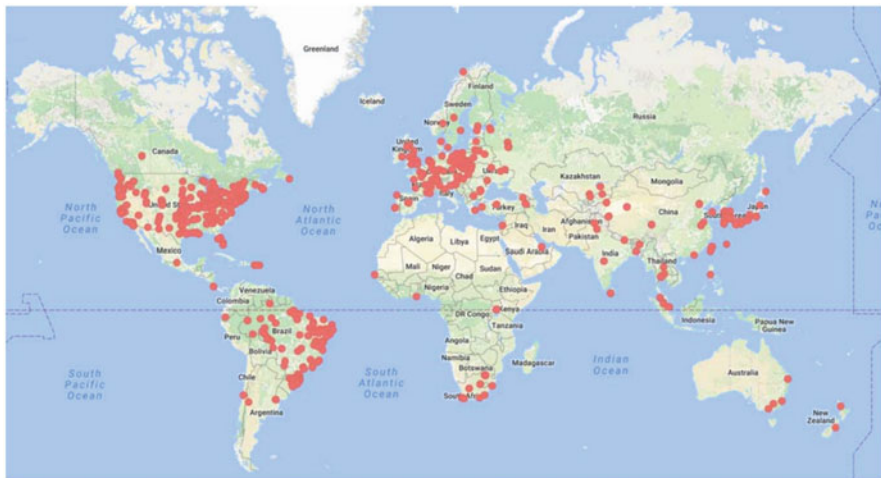 Greenland
Iceland
Finland
Sweden
Russia
Norway
Canada
United
Kingdom
Kazakhstan
Mongolia
North
Pacific
Ocean
North
Atlantic
Ocean
Italy
Spain
Turkey
China
Japan
Afghanistan
Iraq
Iran
Pakistan
Algeria
Libya
Egypt
Saudi Arabia
India
Mexico
Mali
Niger
Sudan
Chad
Thailand
Nigeria
Ethiopia
Venezuela
Colombia
DR Congo
Indonesia
Papua New
Guinea
Tanzania
Brazil
Peru
Angola
Bolivia
Namibia
Botswana
Madagascar
South
Pacific
Ocean
South
Atlantic
Ocean
Indian
Ocean
Australia
Chile
Argentina
New
Zealand